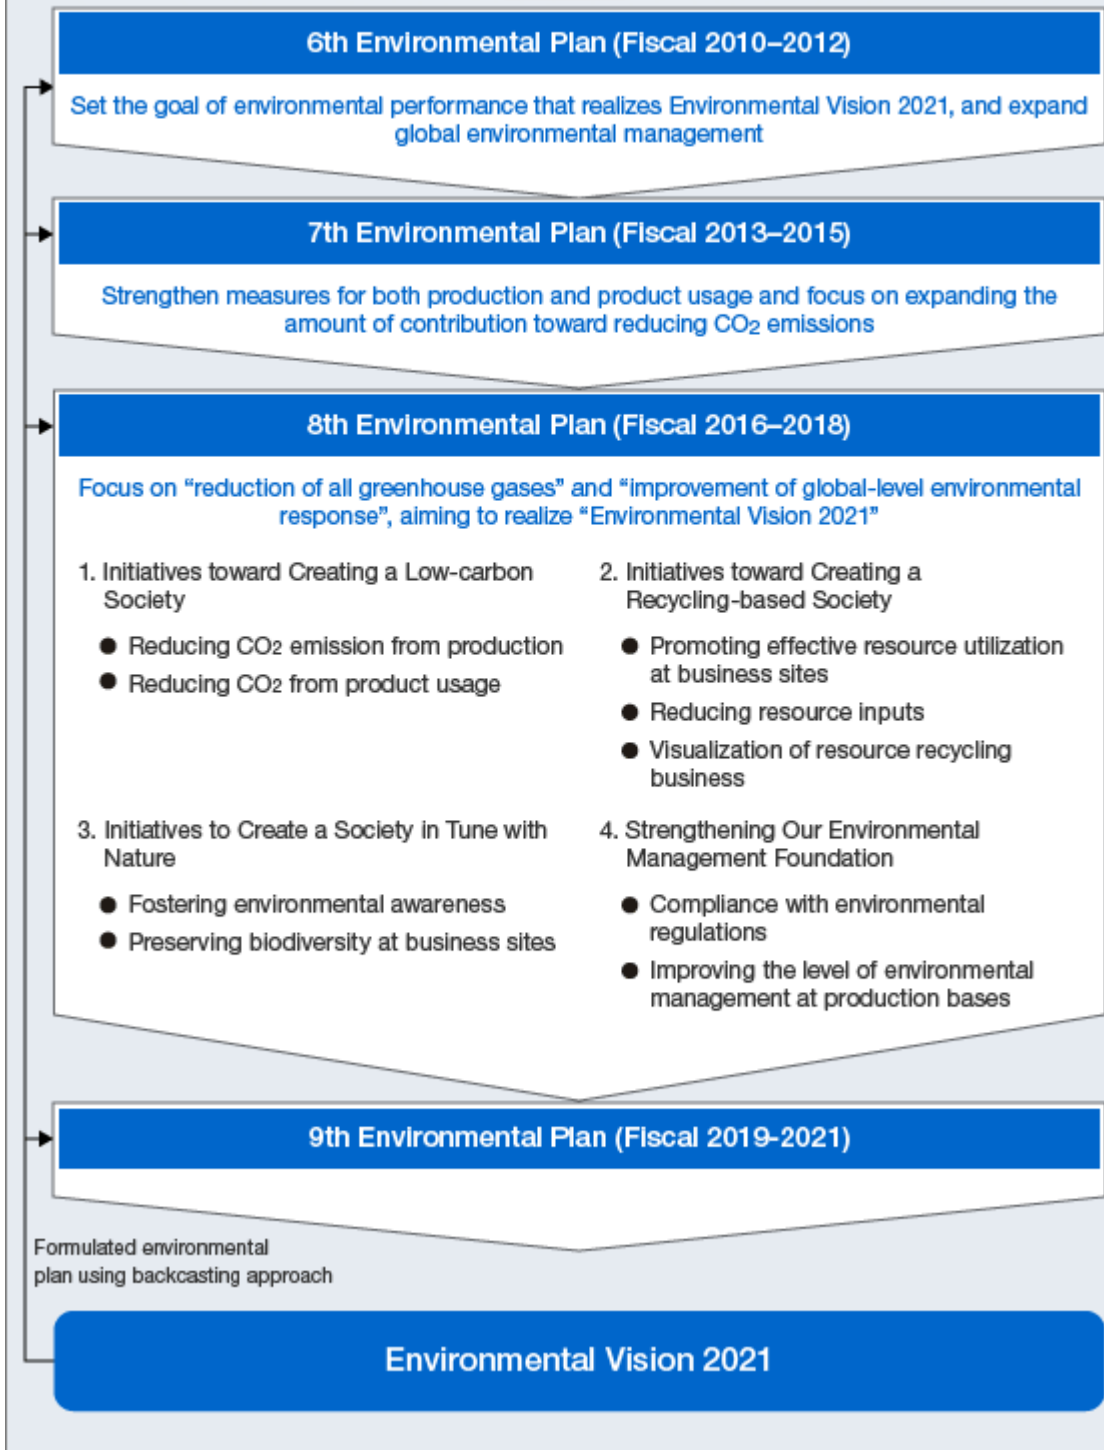 6th Environmental Plan (Fiscal 2010–2012)
Set the goal of environmental performance that realizes Environmental Vision 2021, and expand
global environmental management
7th Environmental Plan (Fiscal 2013–2015)
Strengthen measures for both production and product usage and focus on expanding the
amount of contribution toward reducing CO2 emissions
8th Environmental Plan (Fiscal 2016–2018)
Focus on “reduction of all greenhouse gases” and “improvement of global-level environmental
response”, aiming to realize “Environmental Vision 2021”
1. Initiatives toward Creating a Low-carbon
Society
● Reducing CO2 emission from production
● Reducing CO2 from product usage
2. Initiatives toward Creating a
Recycling-based Society
● Promoting effective resource utilization
at business sites
● Reducing resource inputs
● Visualization of resource recycling
business
3. Initiatives to Create a Society in Tune with
Nature
● Fostering environmental awareness
● Preserving biodiversity at business sites
4. Strengthening Our Environmental
Management Foundation
● Compliance with environmental
regulations
● Improving the level of environmental
management at production bases
9th Environmental Plan (Fiscal 2019-2021)
Formulated environmental
plan using backcasting approach
Environmental Vision 2021